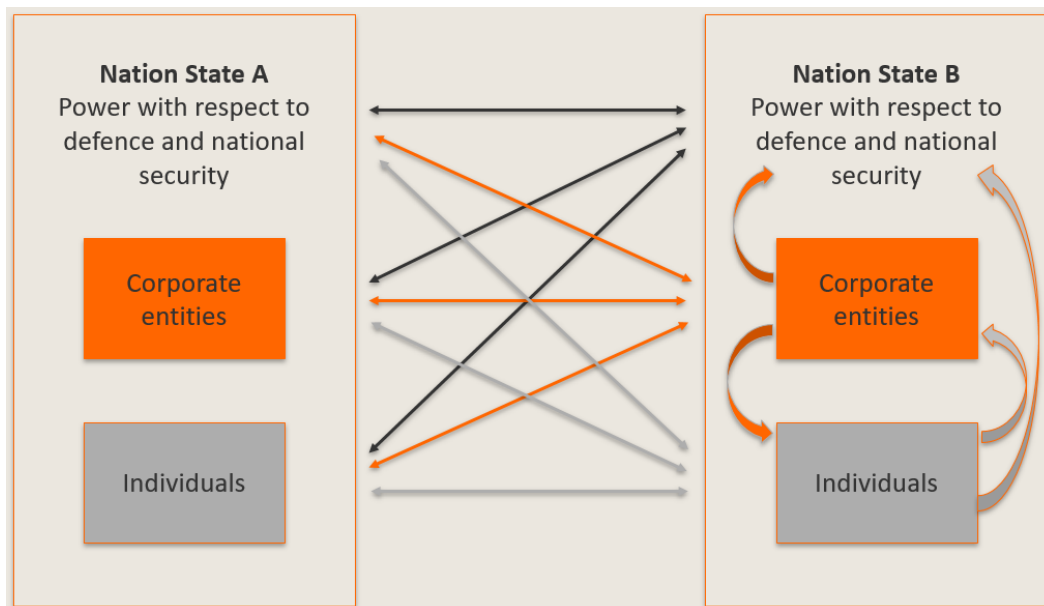 Nation State A
Power with respect to
defence and national
security
Corporate
entities
Individuals
Nation State B
Power with respect to
defence and national
security
Corporate
entities
Individuals